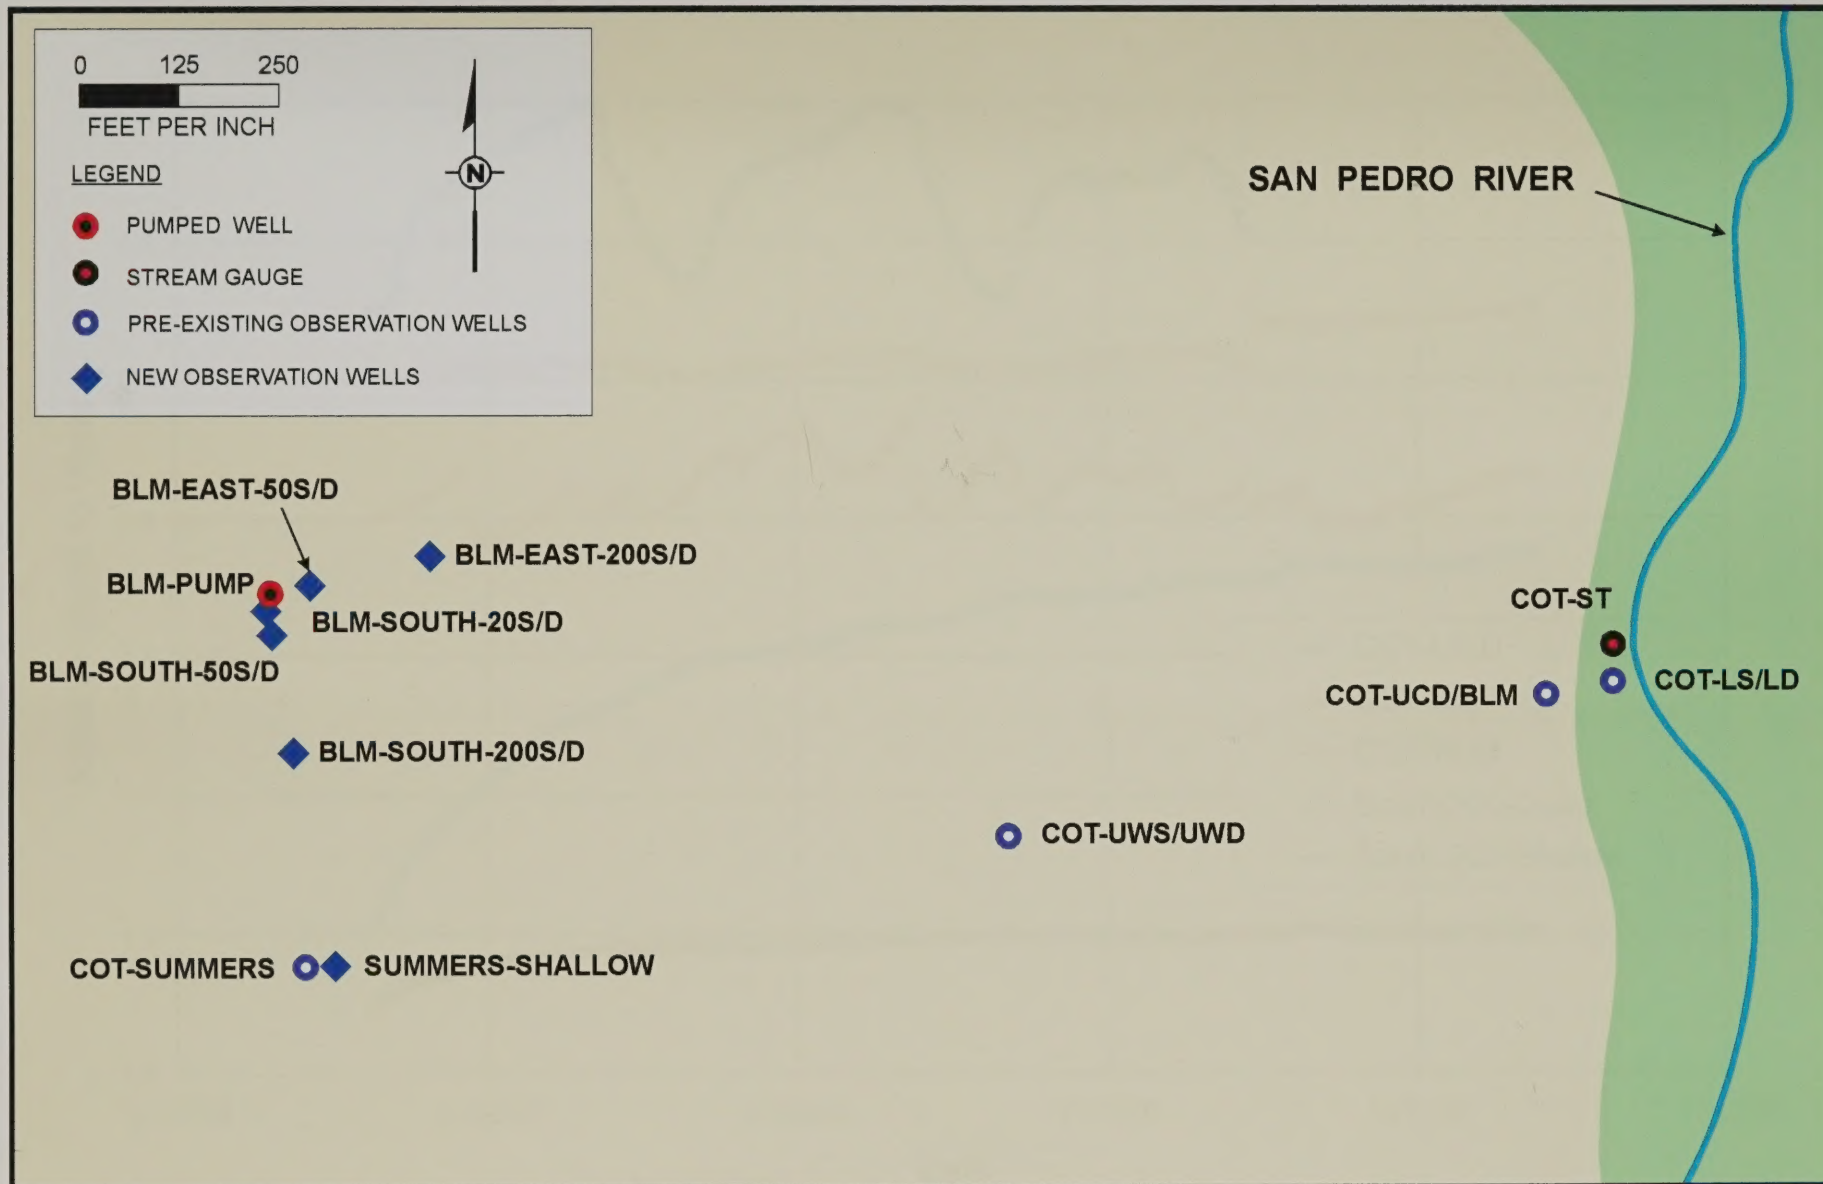 0 125 250
FEET PER INCH
LEGEND
PUMPED WELL
STREAM GAUGE
PRE-EXISTING OBSERVATION WELLS
NEW OBSERVATION WELLS
N
SAN PEDRO RIVER
BLM-EAST-50S/D
BLM-EAST-200S/D
BLM-PUMP
BLM-SOUTH-20S/D
BLM-SOUTH-50S/D
BLM-SOUTH-200S/D
COT-ST
COT-UCD/BLM
COT-LS/LD
COT-UWS/UWD
COT-SUMMERS
SUMMERS-SHALLOW